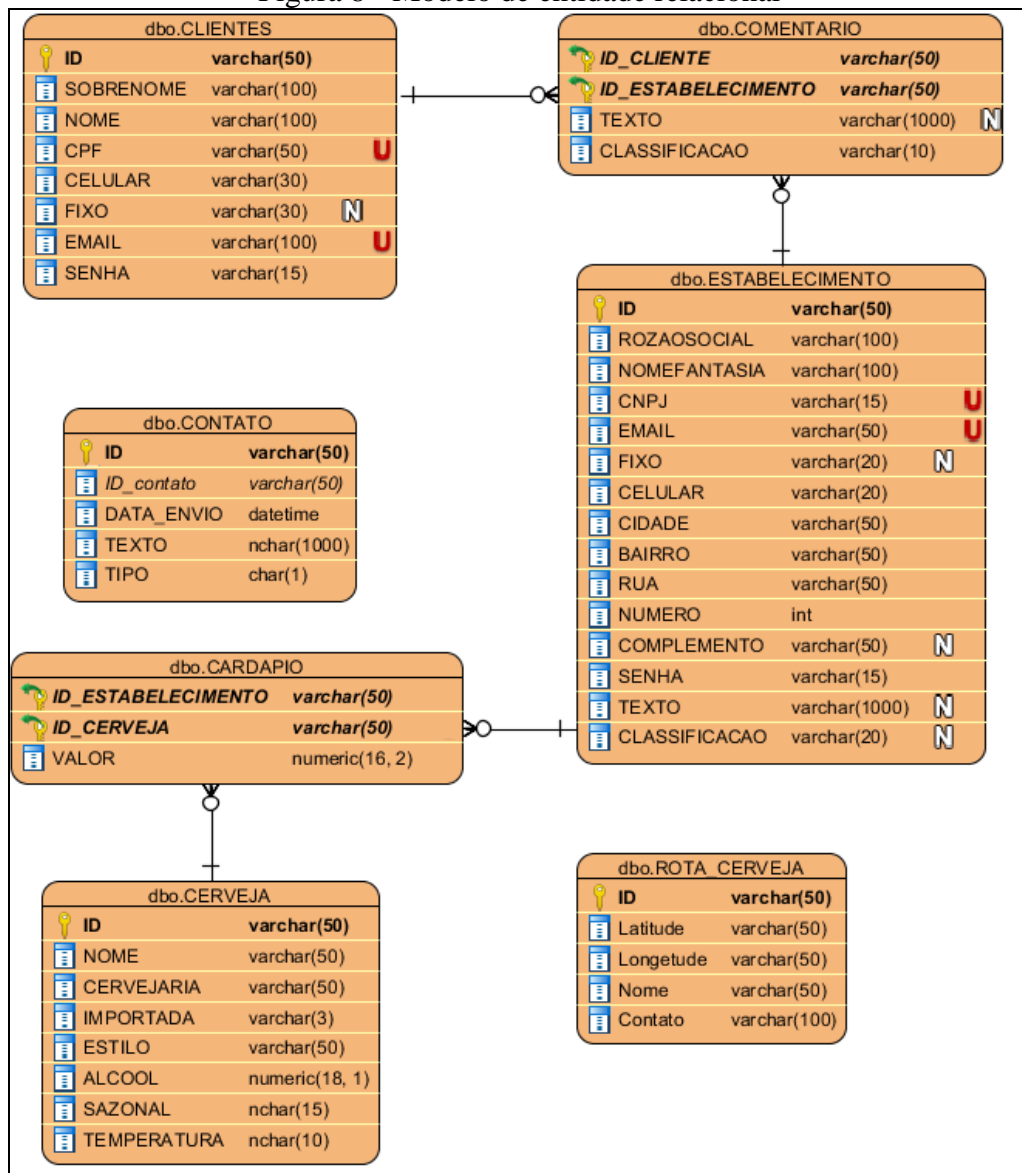 Figura 8 - Modelo de entidade relacional
dbo.CLIENTES
ID varchar(50)
SOBRENOME varchar(100)
NOME varchar(100)
CPF varchar(50) U
CELULAR varchar(30)
FIXO varchar(30) N
EMAIL varchar(100) U
SENHA varchar(15)
dbo.COMENTARIO
ID_CLIENTE varchar(50)
ID_ESTABELECIMENTO varchar(50)
TEXTO varchar(1000) N
CLASSIFICACAO varchar(10)
dbo.ESTABELECIMENTO
ID varchar(50)
ROZAOSOCIAL varchar(100)
NOMEFANTASIA varchar(100)
CNPJ varchar(15) U
EMAIL varchar(50) U
FIXO varchar(20) N
CELULAR varchar(20)
CIDADE varchar(50)
BAIRRO varchar(50)
RUA varchar(50)
NUMERO int
COMPLEMENTO varchar(50) N
SENHA varchar(15)
TEXTO varchar(1000) N
CLASSIFICACAO varchar(20) N
dbo.CONTATO
ID varchar(50)
ID_contato varchar(50)
DATA_ENVIO datetime
TEXTO nchar(1000)
TIPO char(1)
dbo.CARDAPIO
ID_ESTABELECIMENTO varchar(50)
ID_CERVEJA varchar(50)
VALOR numeric(16, 2)
dbo.CERVEJA
ID varchar(50)
NOME varchar(50)
CERVEJARIA varchar(50)
IMPORTADA varchar(3)
ESTILO varchar(50)
ALCOOL numeric(18, 1)
SAZONAL nchar(15)
TEMPERATURA nchar(10)
dbo.ROTA_CERVEJA
ID varchar(50)
Latitude varchar(50)
Longetude varchar(50)
Nome varchar(50)
Contato varchar(100)